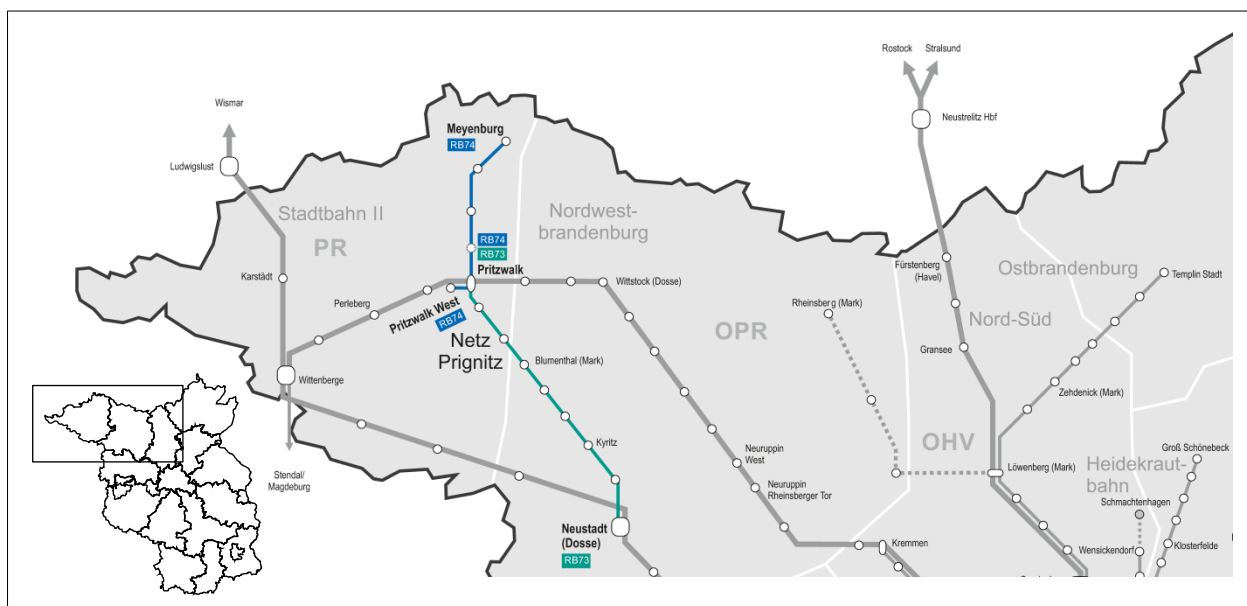 Rostock
Stralsund
Wismar
Neustrelitz Hbf
Meyenburg
RB74
Ludwigslust
Stadtbahn II
PR
Nordwest-
brandenburg
RB74
RB73
Pritzwalk
Karstädt
Fürstenberg
(Havel)
Ostbrandenburg
Templin Stadt
Wittstock (Dosse)
Perleberg
Pritzwalk West
RB74
Rheinsberg (Mark)
Nord-Süd
OPR
Netz
Prignitz
Gransee
Blumenthal (Mark)
Wittenberge
Zehdenick (Mark)
Kyritz
OHV
Groß Schönebeck
Neuruppin
West
Löwenberg (Mark)
Heidekraut-
bahn
Stendal/
Magdeburg
Neuruppin
Rheinsberger Tor
Schmachtenhagen
Neustadt
(Dosse)
RB73
Kremmen
Wensickendorf
Klosterfelde